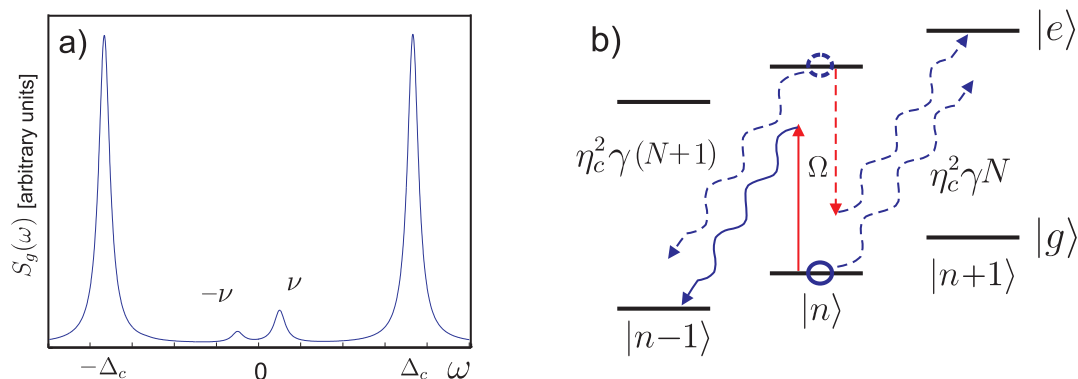 a)
S_g(ω) [arbitrary units]
−ν
ν
−Δ_c
0
Δ_c
ω
b)
|e⟩
η_c^2γ(N+1)
Ω
η_c^2γN
|g⟩
|n+1⟩
|n⟩
|n−1⟩